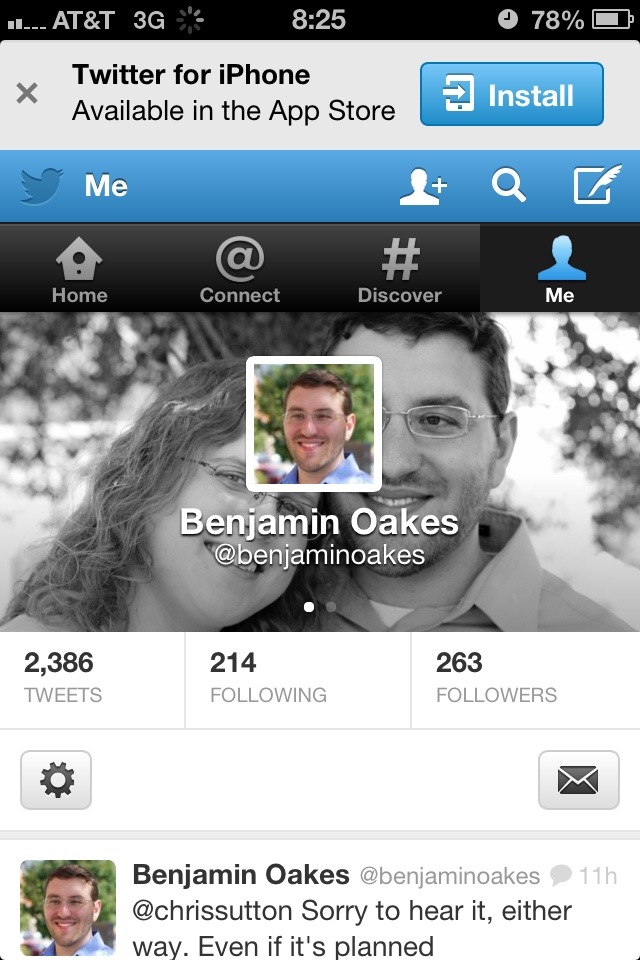 AT&T 3G 8:25 78%
Twitter for iPhone
Available in the App Store
Install
Me
Home Connect Discover Me
Benjamin Oakes
@benjaminoakes
2,386 214 263
TWEETS FOLLOWING FOLLOWERS
Benjamin Oakes @benjaminoakes 11h
@chrissutton Sorry to hear it, either
way. Even if it's planned